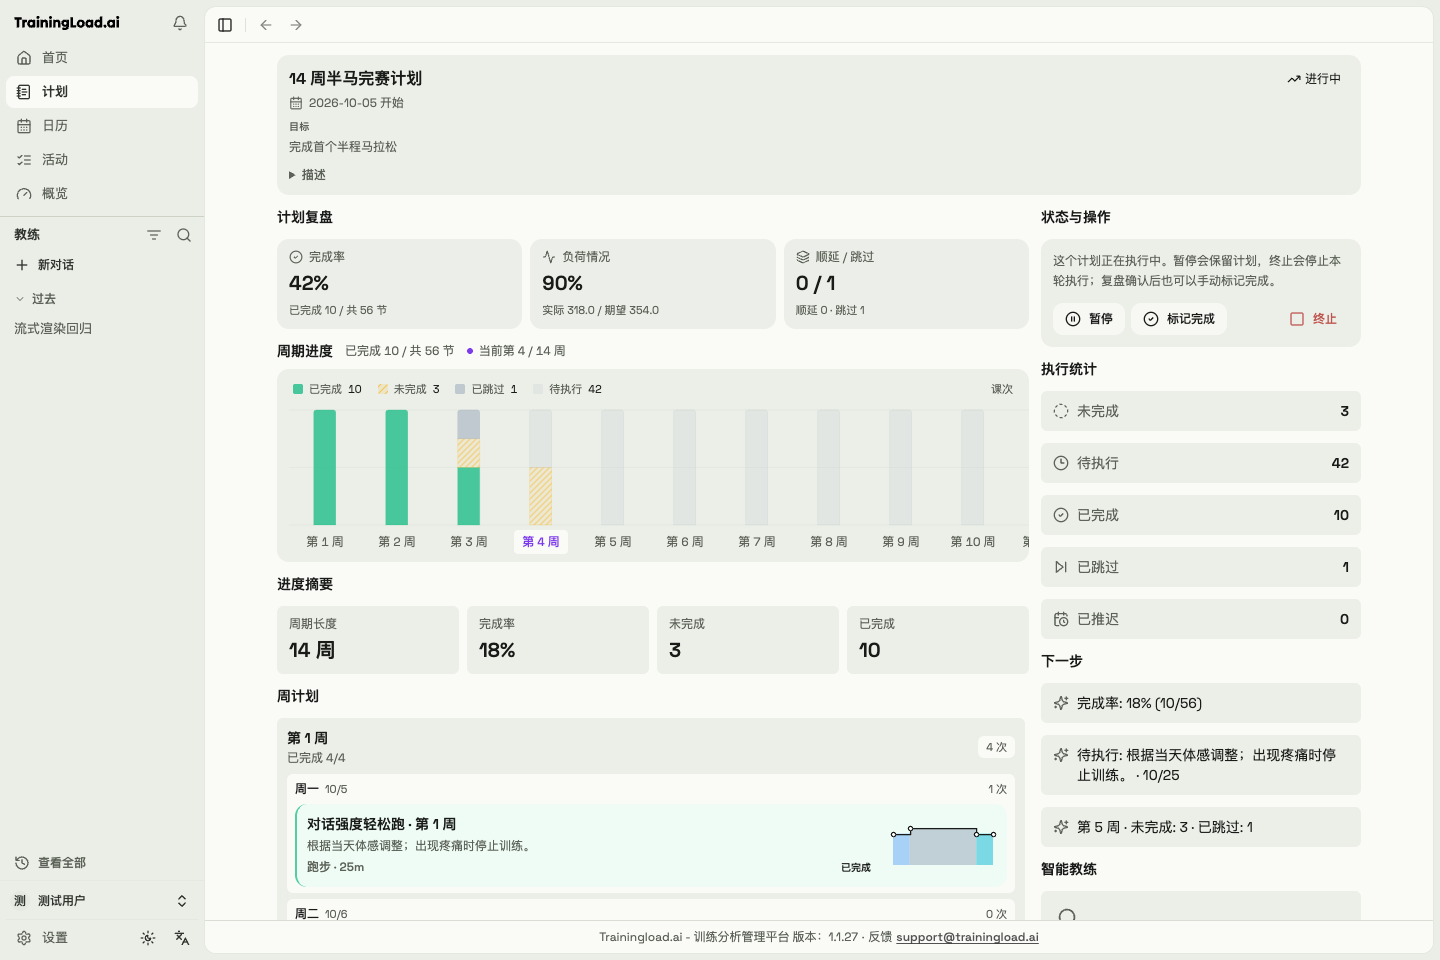 TrainingLoad.ai
首页
计划
日历
活动
概览
教练
新对话
过去
流式渲染回归
查看全部
测 测试用户
设置
14 周半马完赛计划
进行中
2026-10-05 开始
目标
完成首个半程马拉松
描述
计划复盘
完成率
42%
已完成 10 / 共 56 节
负荷情况
90%
实际 318.0 / 期望 354.0
顺延 / 跳过
0 / 1
顺延 0 · 跳过 1
周期进度 已完成 10 / 共 56 节 当前第 4 / 14 周
已完成 10 未完成 3 已跳过 1 待执行 42 课次
第 1 周 第 2 周 第 3 周 第 4 周 第 5 周 第 6 周 第 7 周 第 8 周 第 9 周 第 10 周
进度摘要
周期长度
14 周
完成率
18%
未完成
3
已完成
10
周计划
第 1 周
已完成 4/4
4 次
周一 10/5
1 次
对话强度轻松跑 · 第 1 周
根据当天体感调整；出现疼痛时停止训练。
跑步 · 25m
已完成
周二 10/6
0 次
状态与操作
这个计划正在执行中。暂停会保留计划，终止会停止本
轮执行；复盘确认后也可以手动标记完成。
暂停
标记完成
终止
执行统计
未完成 3
待执行 42
已完成 10
已跳过 1
已推迟 0
下一步
完成率: 18% (10/56)
待执行: 根据当天体感调整；出现疼痛时停
止训练。 · 10/25
第 5 周 · 未完成: 3 · 已跳过: 1
智能教练
Trainingload.ai - 训练分析管理平台 版本： 1.1.27 · 反馈 support@trainingload.ai